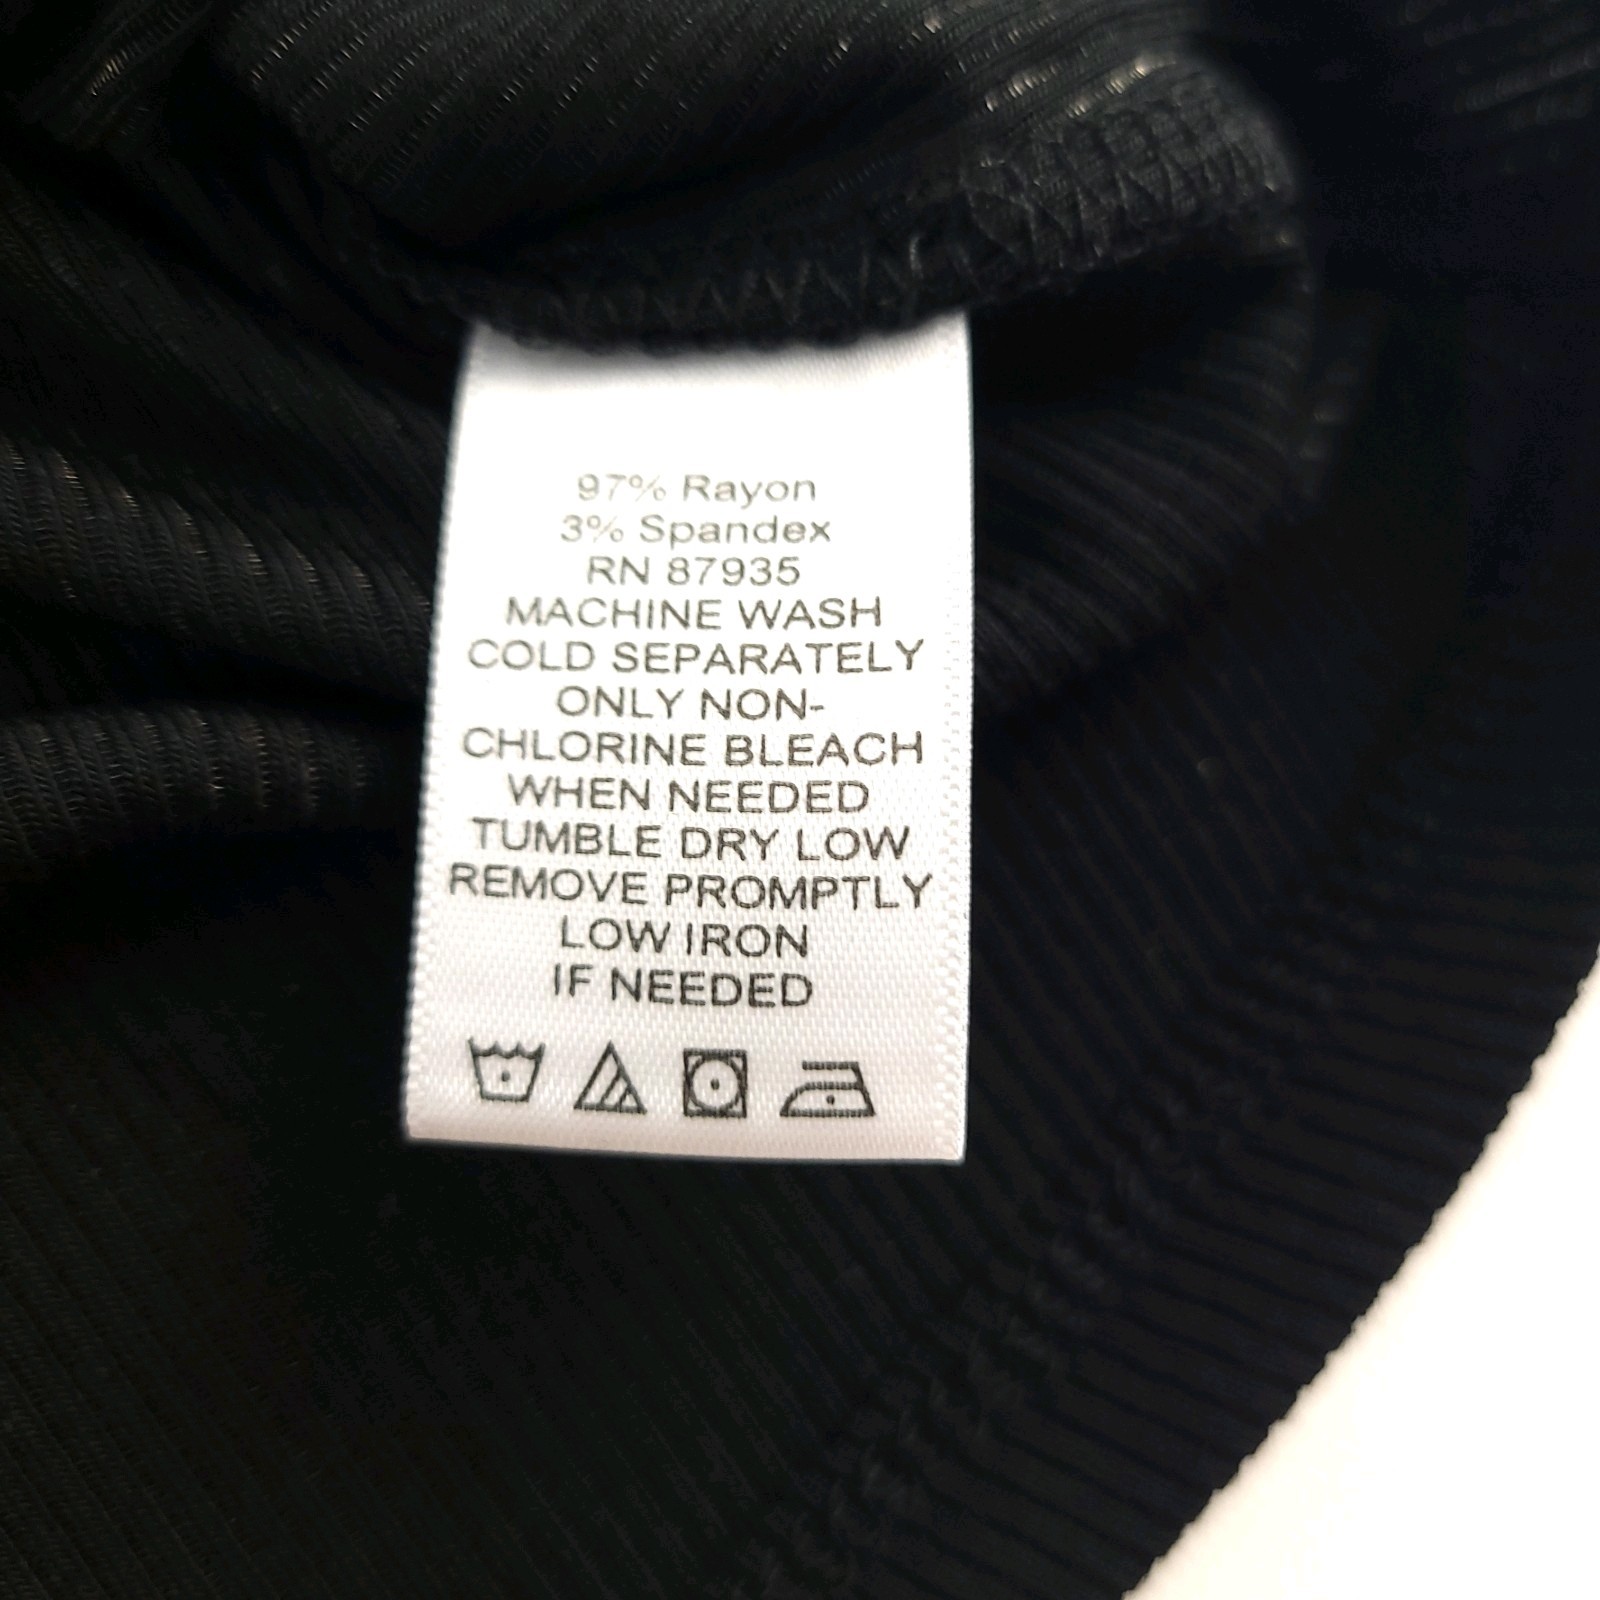 97% Rayon
3% Spandex
RN 87935
MACHINE WASH
COLD SEPARATELY
ONLY NON-
CHLORINE BLEACH
WHEN NEEDED
TUMBLE DRY LOW
REMOVE PROMPTLY
LOW IRON
IF NEEDED